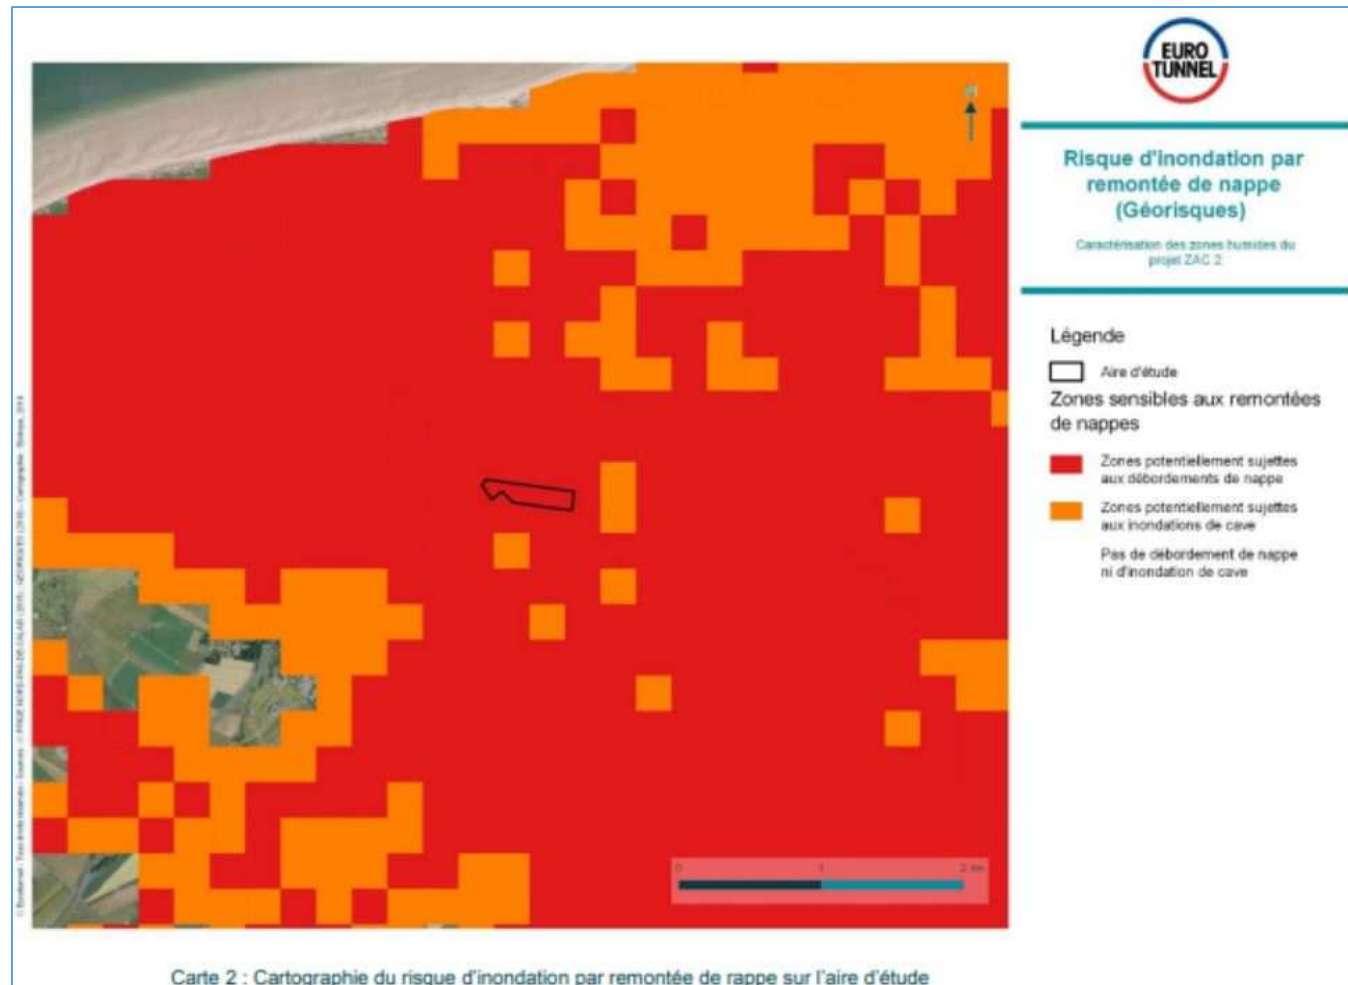 EURO
TUNNEL
Risque d'inondation par
remontée de nappe
(Géorisques)
Caractérisation des zones humides du
projet ZAC 2
Légende
Aire d'étude
Zones sensibles aux remontées
de nappes
Zones potentiellement sujettes
aux débordements de nappe
Zones potentiellement sujettes
aux inondations de cave
Pas de débordement de nappe
ni d'inondation de cave
0 1 2 km
Carte 2 : Cartographie du risque d'inondation par remontée de rappe sur l'aire d'étude